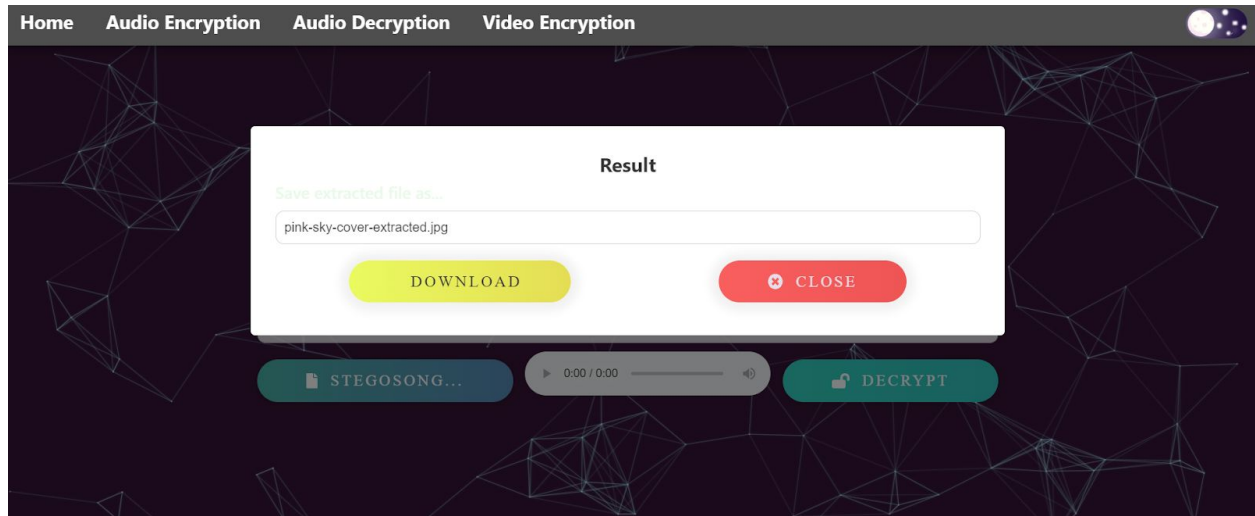 Home Audio Encryption Audio Decryption Video Encryption
Result
Save extracted file as...
pink-sky-cover-extracted.jpg
DOWNLOAD CLOSE
STEGOSONG... 0:00 / 0:00 DECRYPT